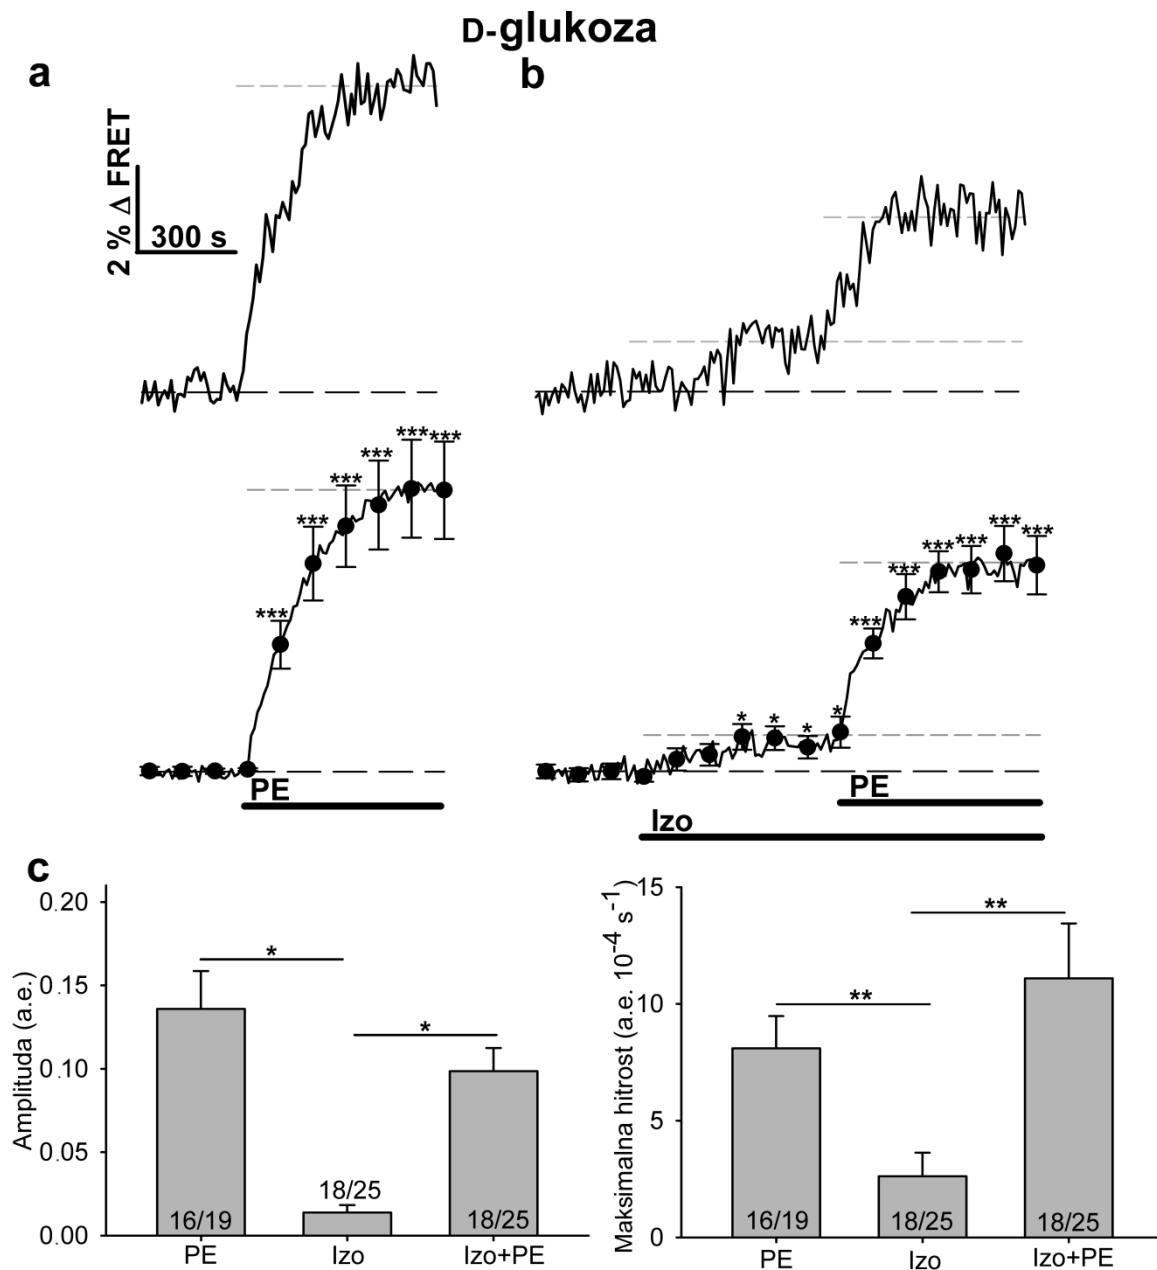 D-glukoza
a
b
2 % Δ FRET
300 s
*** *** *** *** *** ***
PE
* * * * *** *** *** *** *** ***
PE
Izo
c
Amplituda (a.e.)
0.20
0.15
0.10
0.05
0.00
*
*
16/19
18/25
18/25
PE
Izo
Izo+PE
Maksimalna hitrost (a.e. 10⁻⁴ s⁻¹)
15
10
5
0
**
**
16/19
18/25
18/25
PE
Izo
Izo+PE